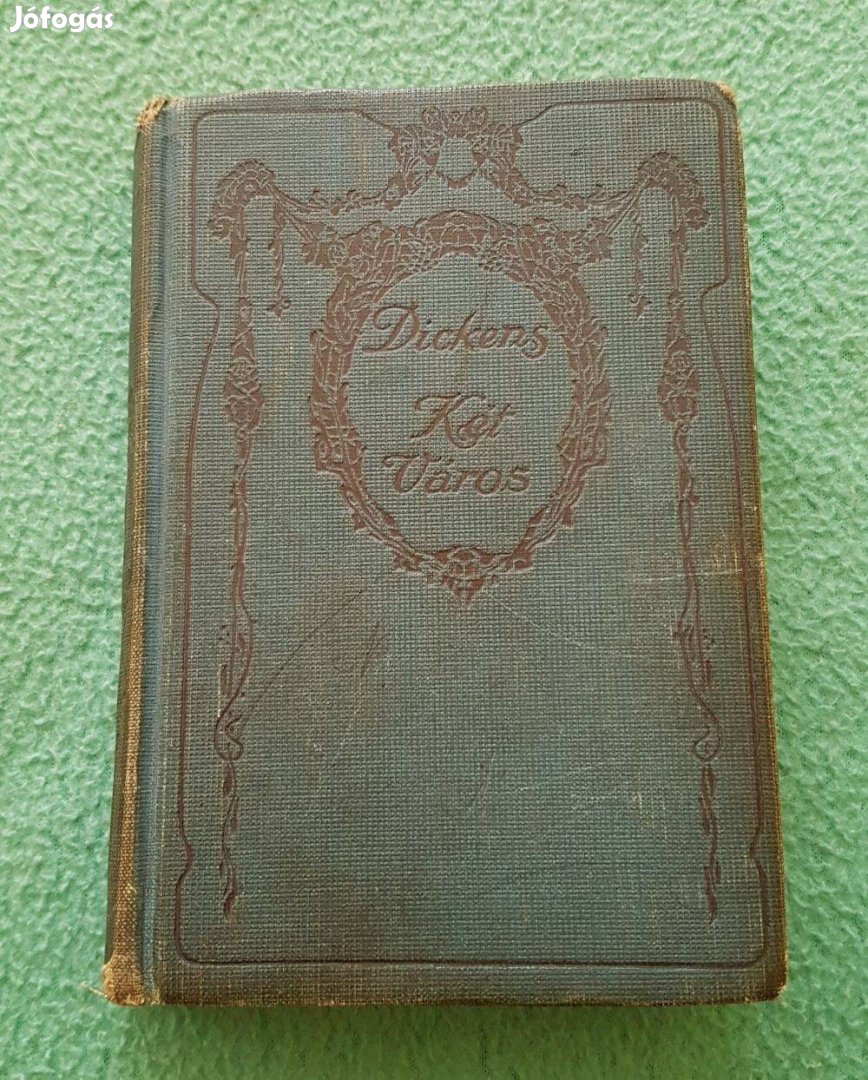 Jófogás
Dickens
Két
Város